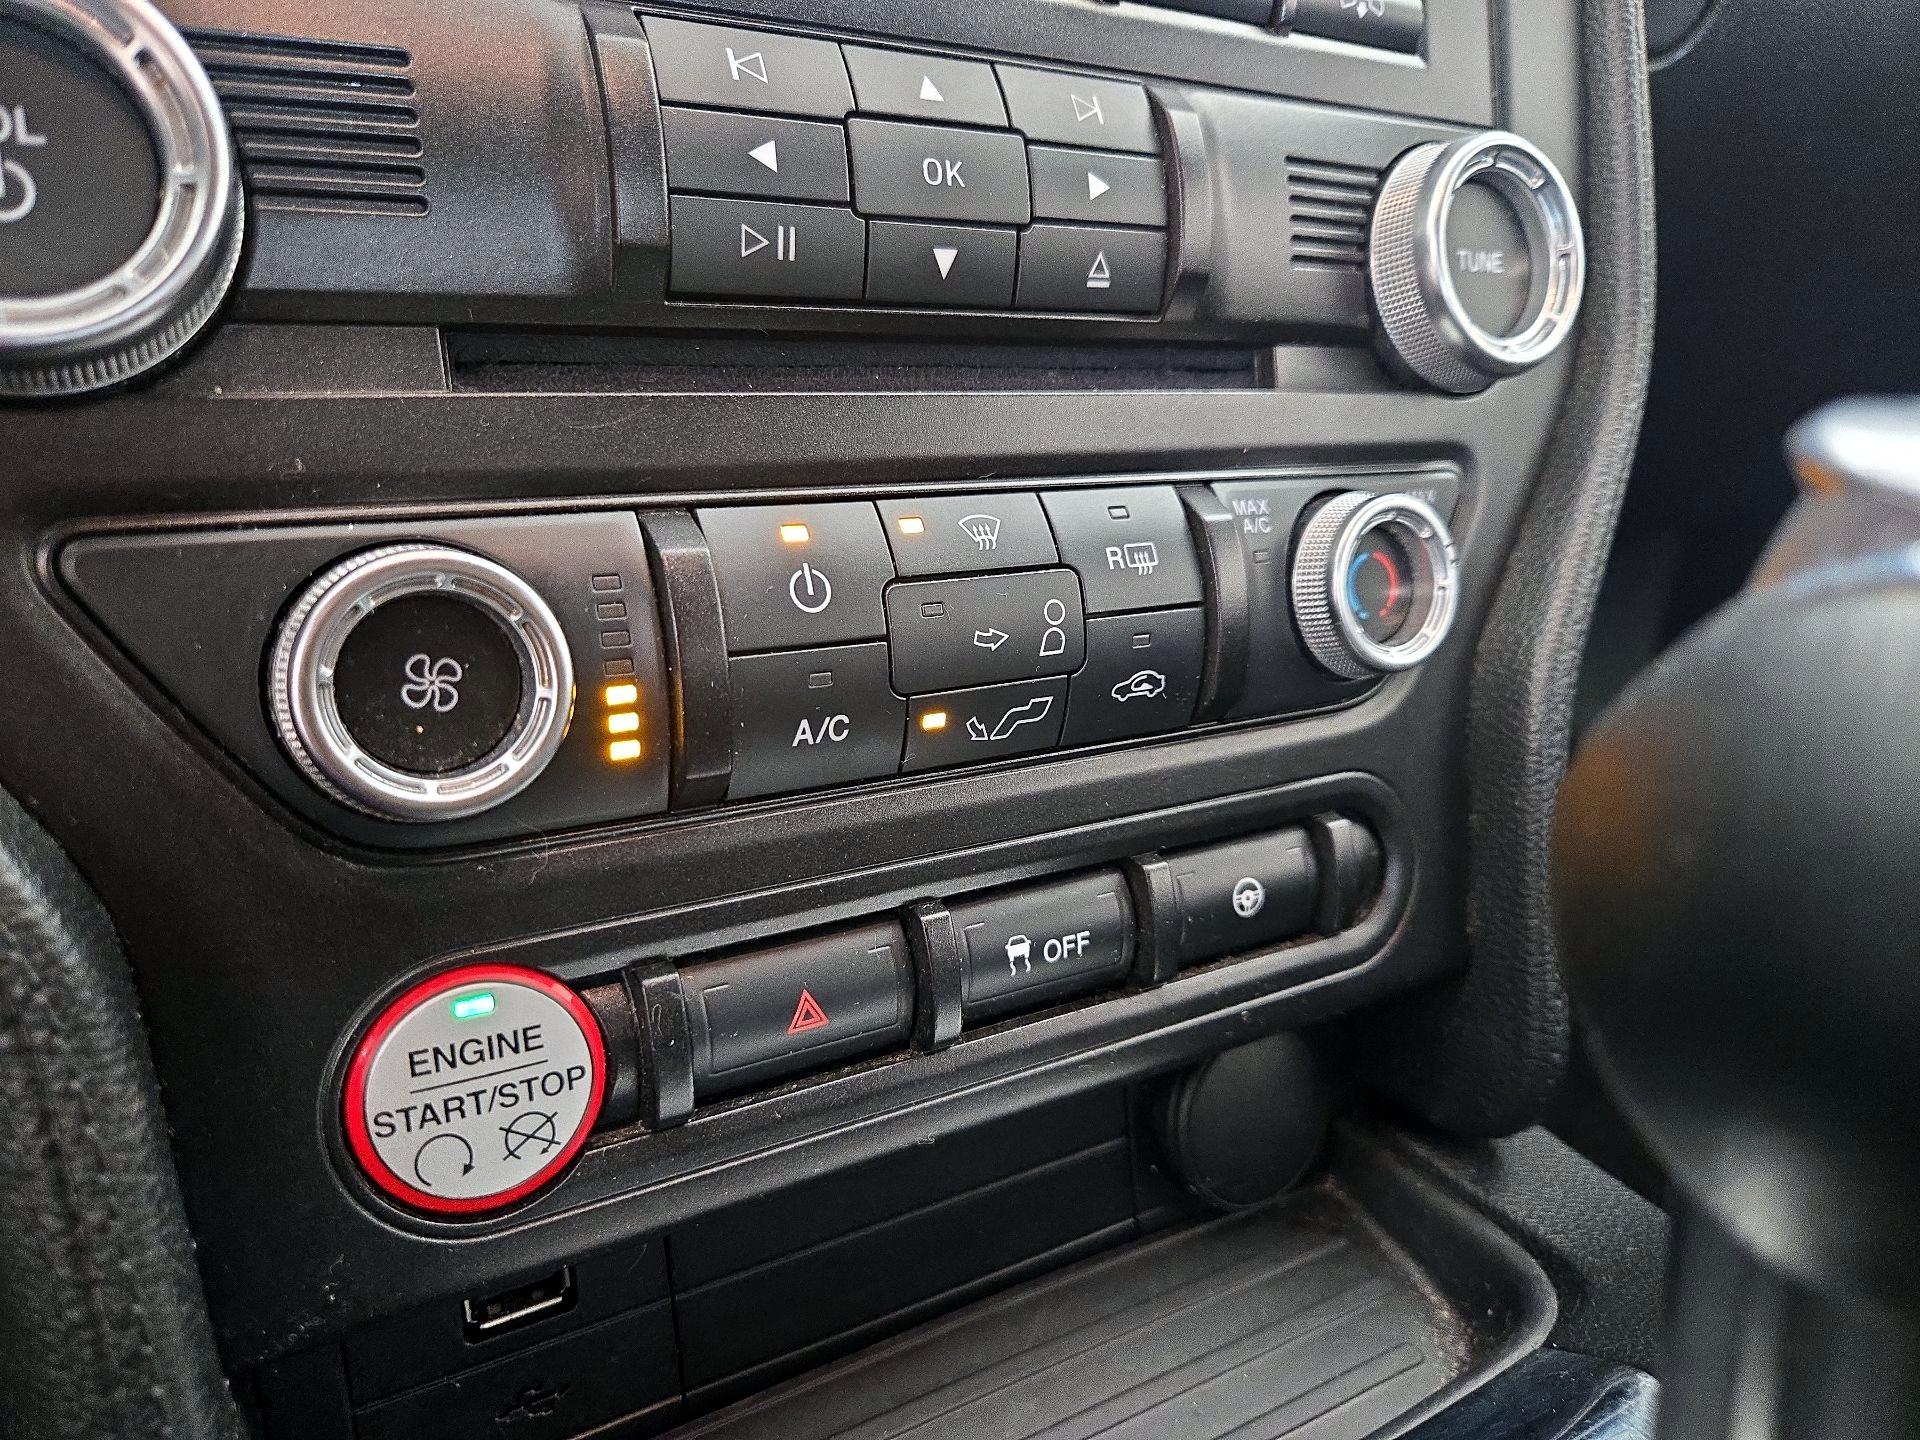 OL
OK
TUNE
MAX
A/C
R
A/C
OFF
ENGINE
START/STOP